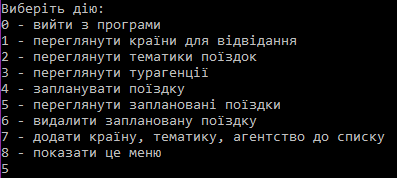 Виберіть дію:
0 - вийти з програми
1 - переглянути країни для відвідання
2 - переглянути тематики поїздок
3 - переглянути турагенції
4 - запланувати поїздку
5 - переглянути заплановані поїздки
6 - видалити заплановану поїздку
7 - додати країну, тематику, агентство до списку
8 - показати це меню
5